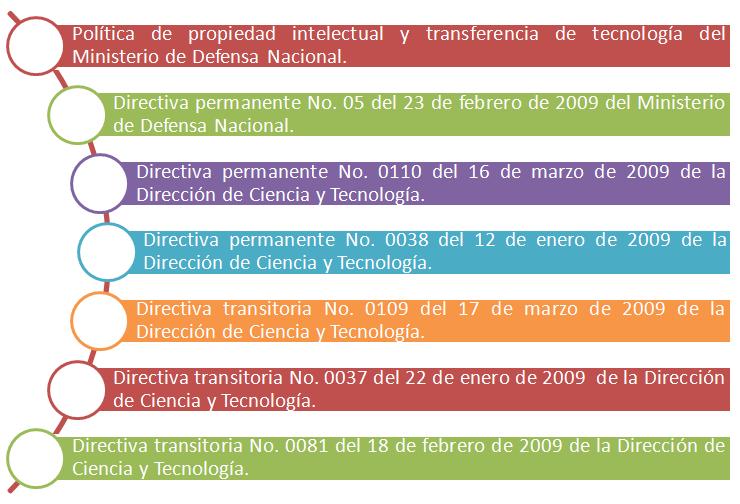 Política de propiedad intelectual y transferencia de tecnología del
Ministerio de Defensa Nacional.
Directiva permanente No. 05 del 23 de febrero de 2009 del Ministerio
de Defensa Nacional.
Directiva permanente No. 0110 del 16 de marzo de 2009 de la
Dirección de Ciencia y Tecnología.
Directiva permanente No. 0038 del 12 de enero de 2009 de la
Dirección de Ciencia y Tecnología.
Directiva transitoria No. 0109 del 17 de marzo de 2009 de la
Dirección de Ciencia y Tecnología.
Directiva transitoria No. 0037 del 22 de enero de 2009 de la Dirección
de Ciencia y Tecnología.
Directiva transitoria No. 0081 del 18 de febrero de 2009 de la Dirección de
Ciencia y Tecnología.